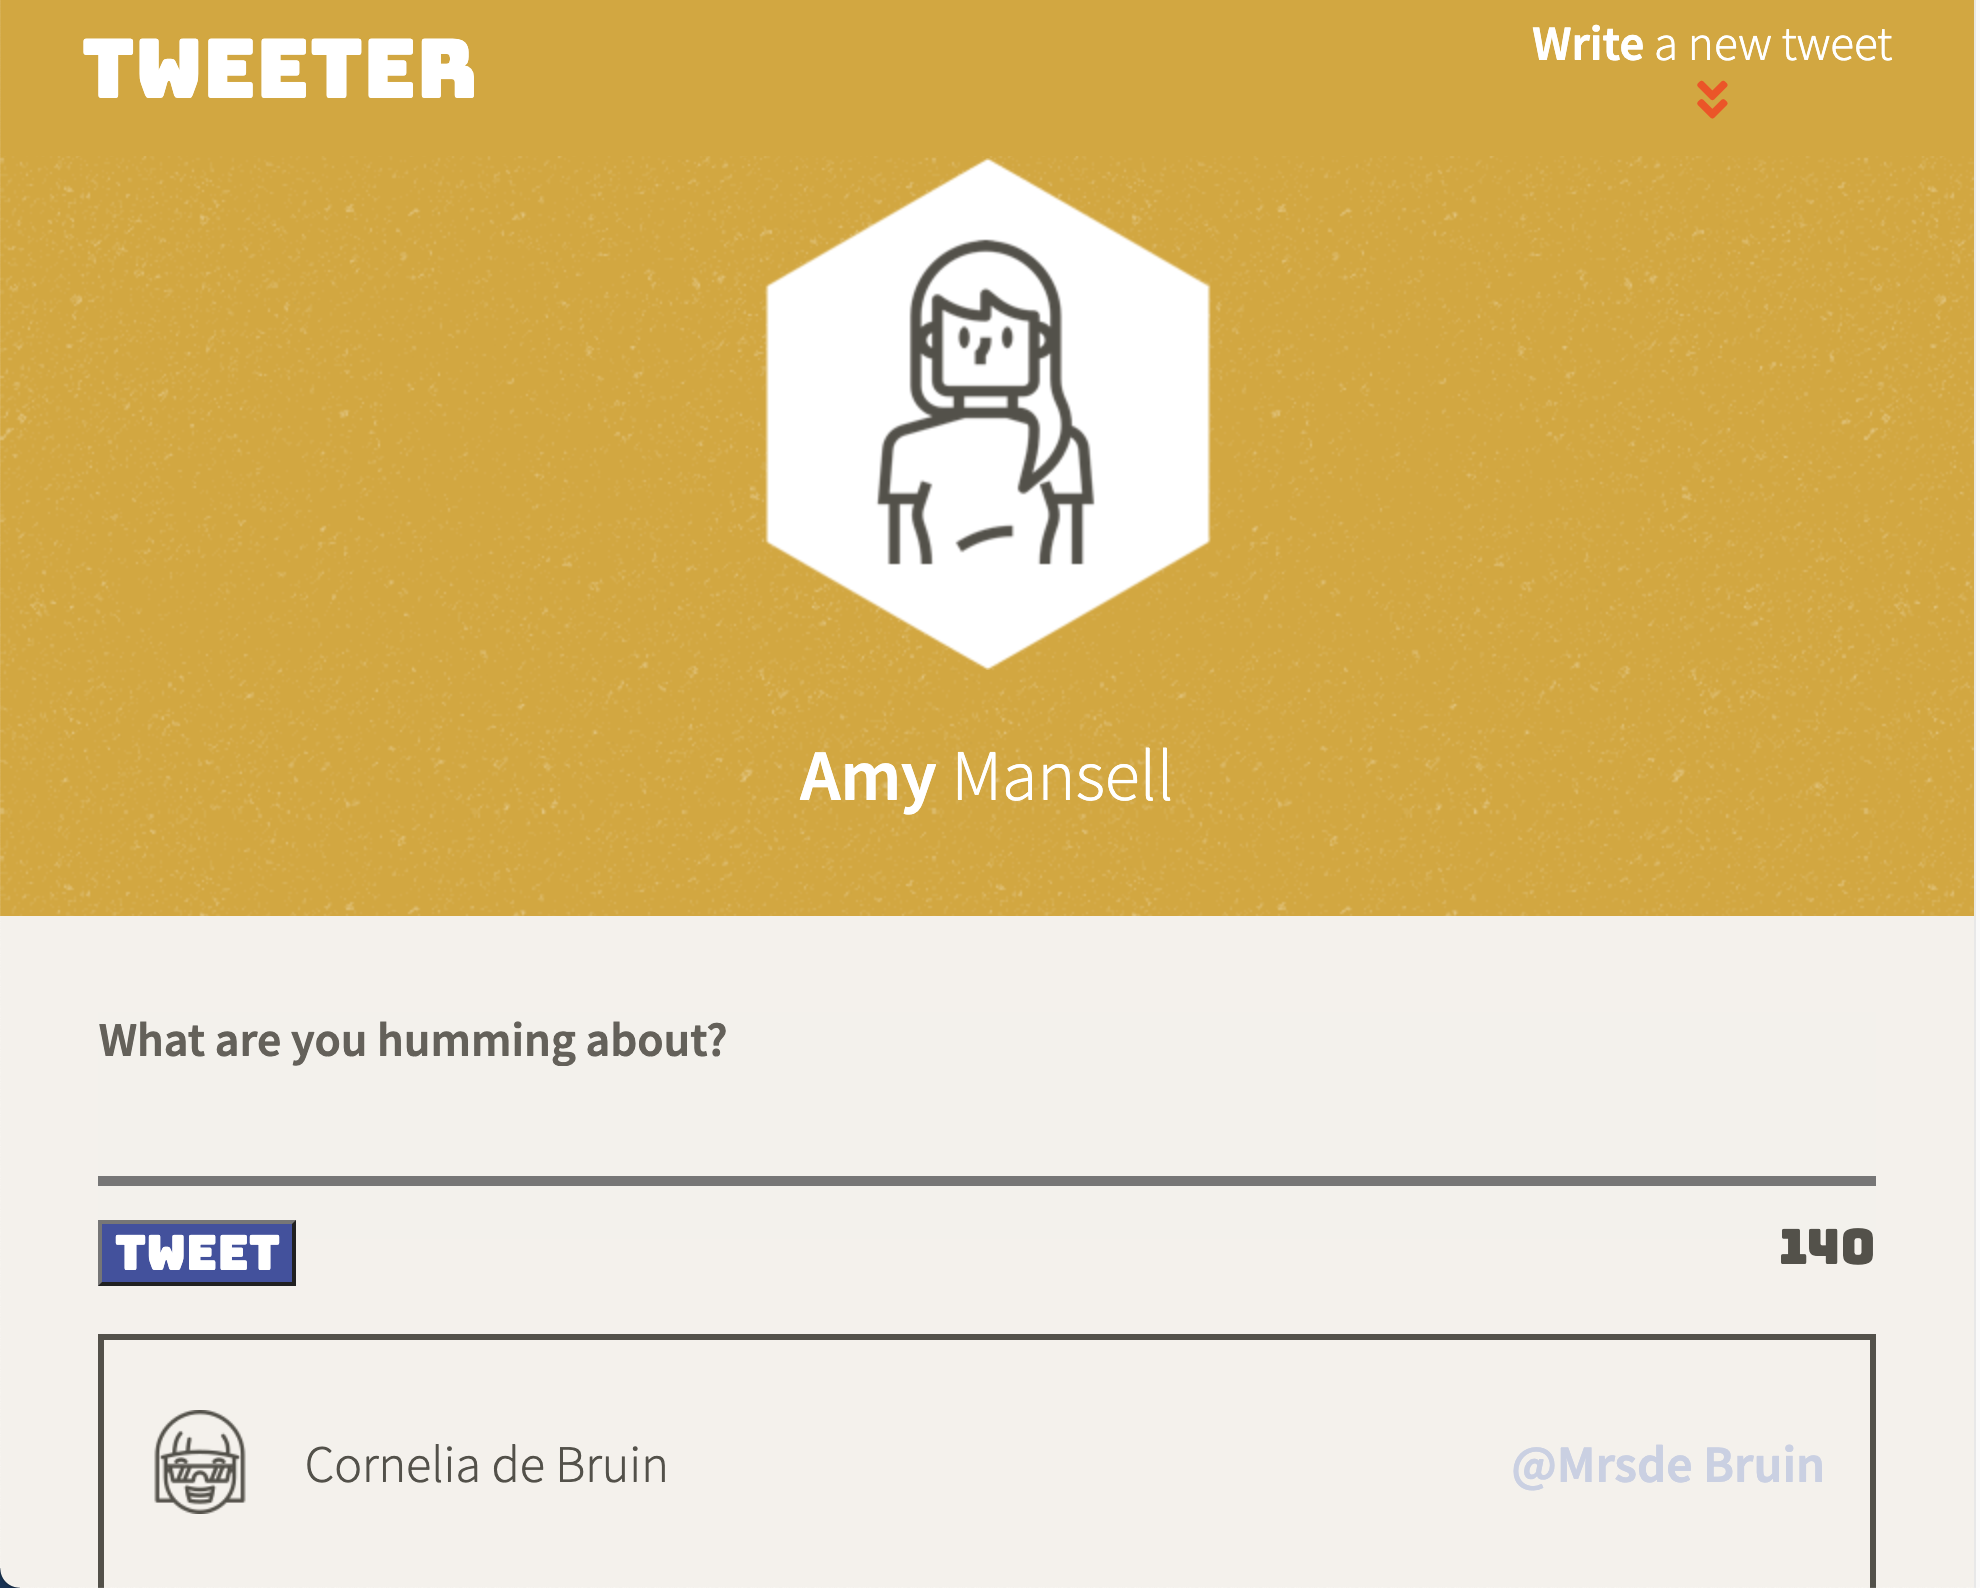 TWEETER
Write a new tweet
Amy Mansell
What are you humming about?
TWEET
140
Cornelia de Bruin
@Mrsde Bruin